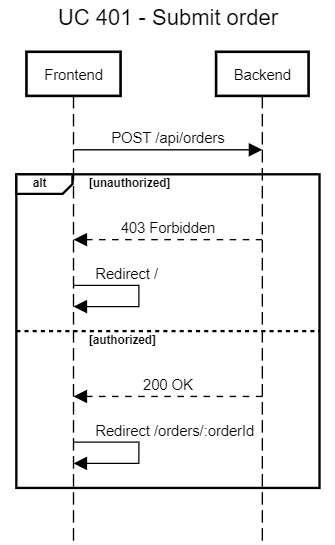 UC 401 - Submit order
Frontend
Backend
POST /api/orders
alt
[unauthorized]
403 Forbidden
Redirect /
[authorized]
200 OK
Redirect /orders/:orderId